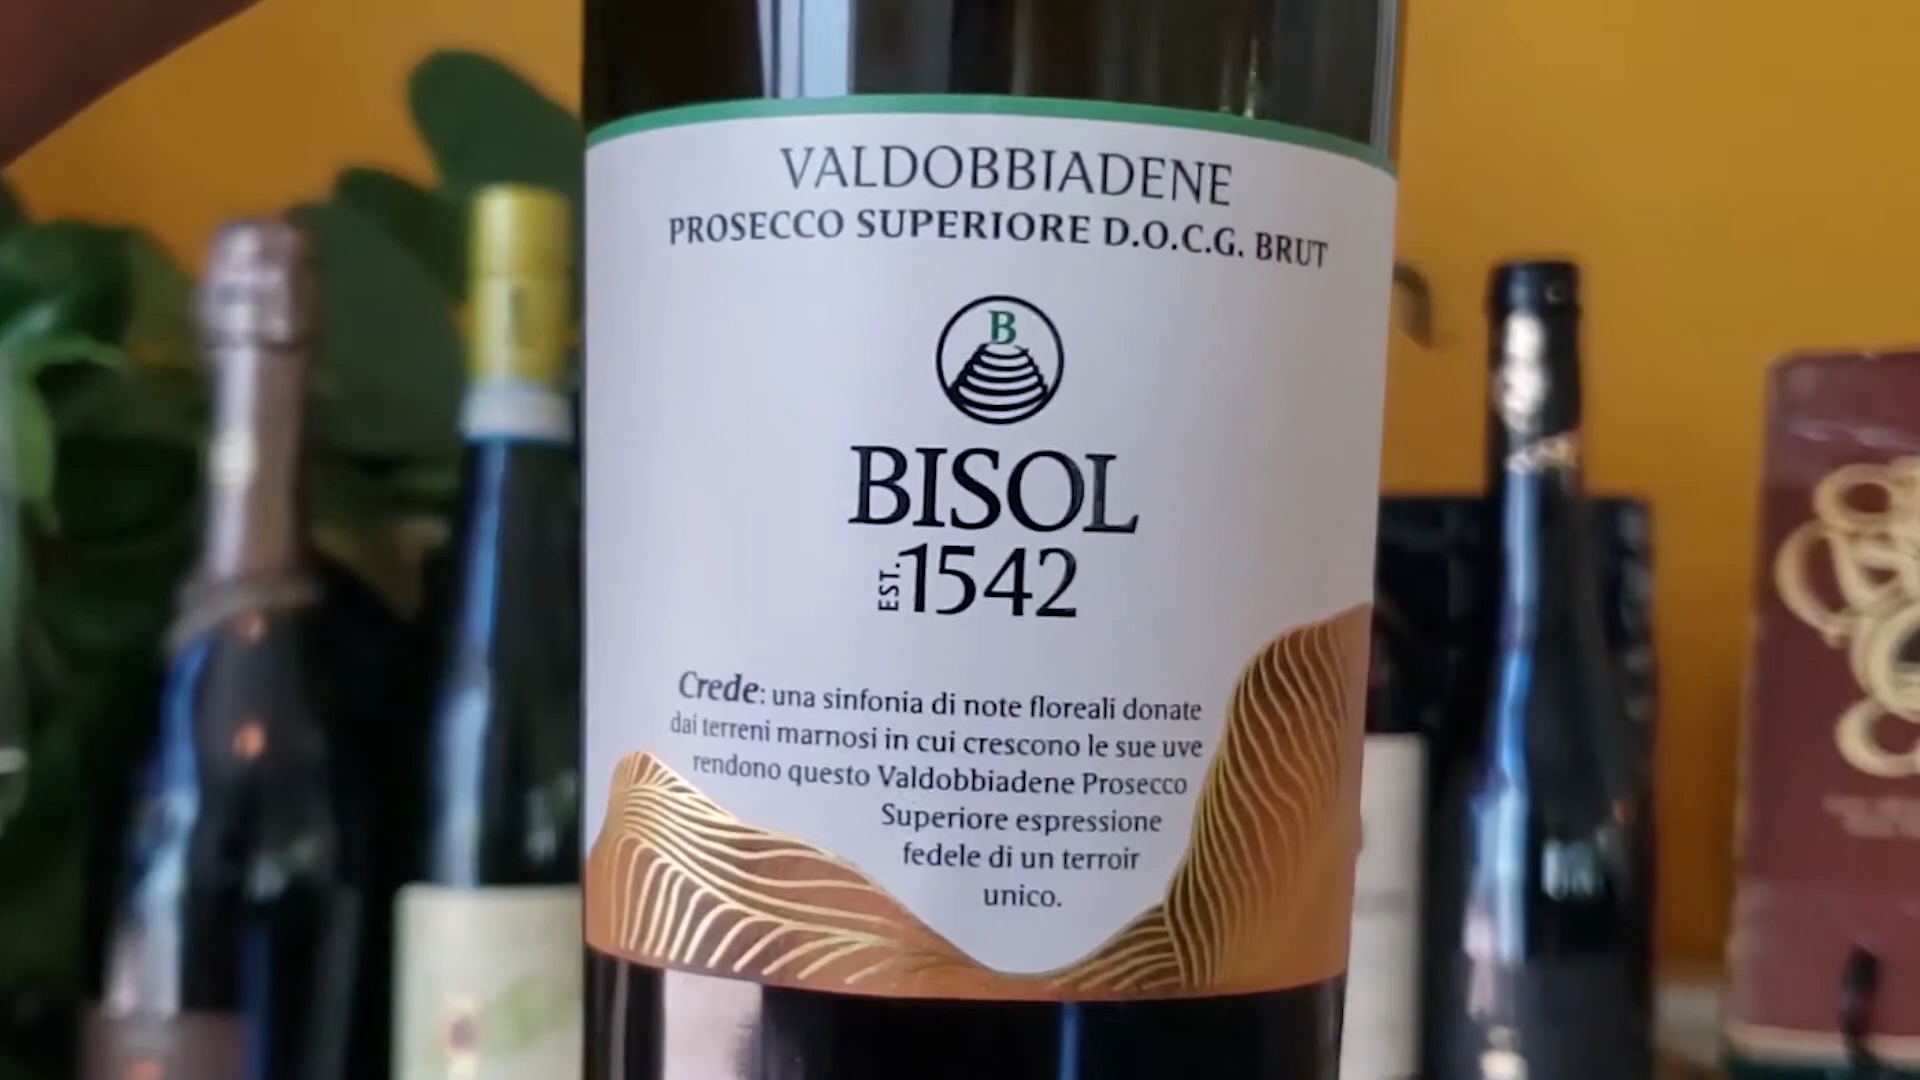 VALDOBBIADENE
PROSECCO SUPERIORE D.O.C.G. BRUT
B
BISOL
EST. 1542
Crede: una sinfonia di note floreali donate
dai terreni marnosi in cui crescono le sue uve
rendono questo Valdobbiadene Prosecco
Superiore espressione
fedele di un terroir
unico.